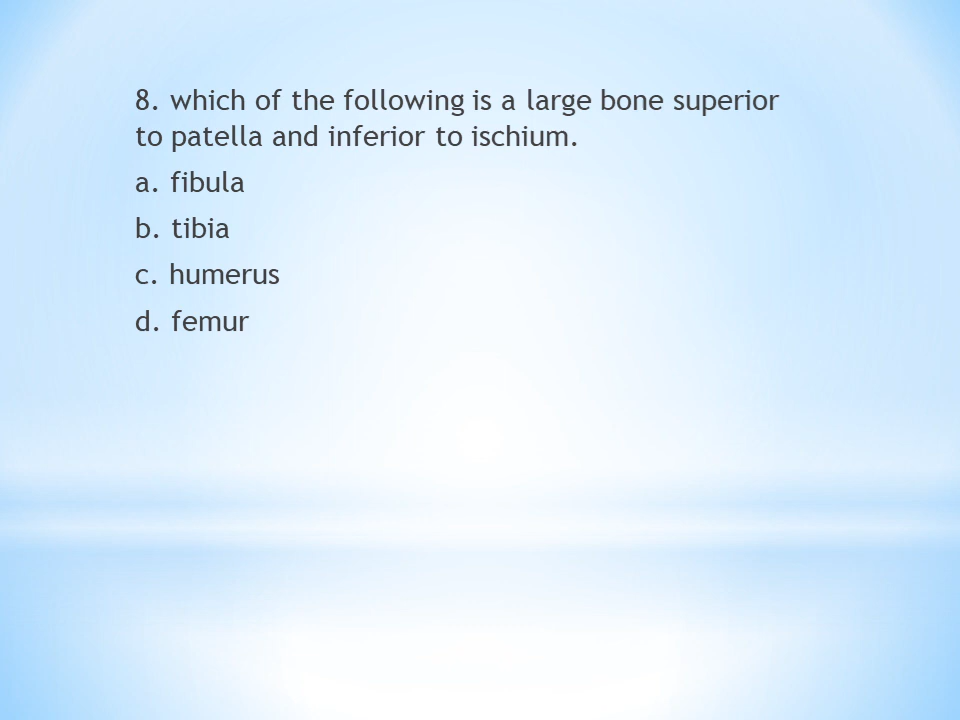 8. which of the following is a large bone superior
to patella and inferior to ischium.
a. fibula
b. tibia
c. humerus
d. femur